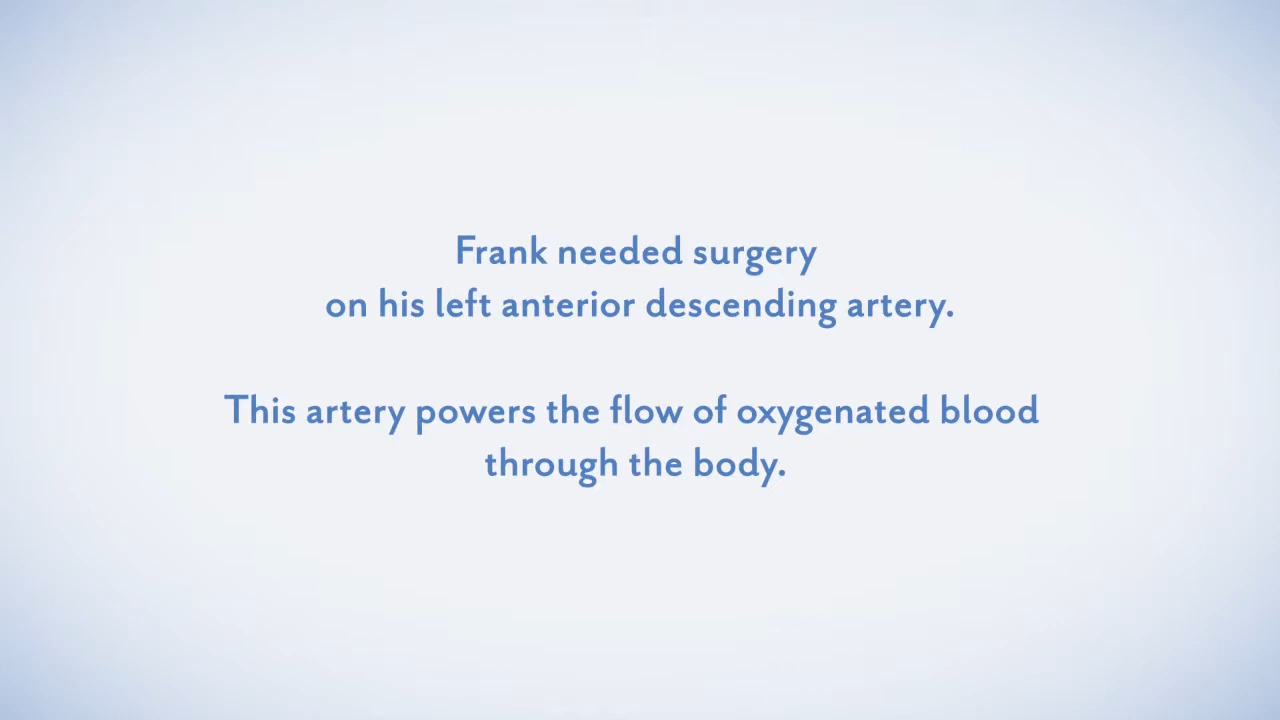 Frank needed surgery
on his left anterior descending artery.
This artery powers the flow of oxygenated blood
through the body.